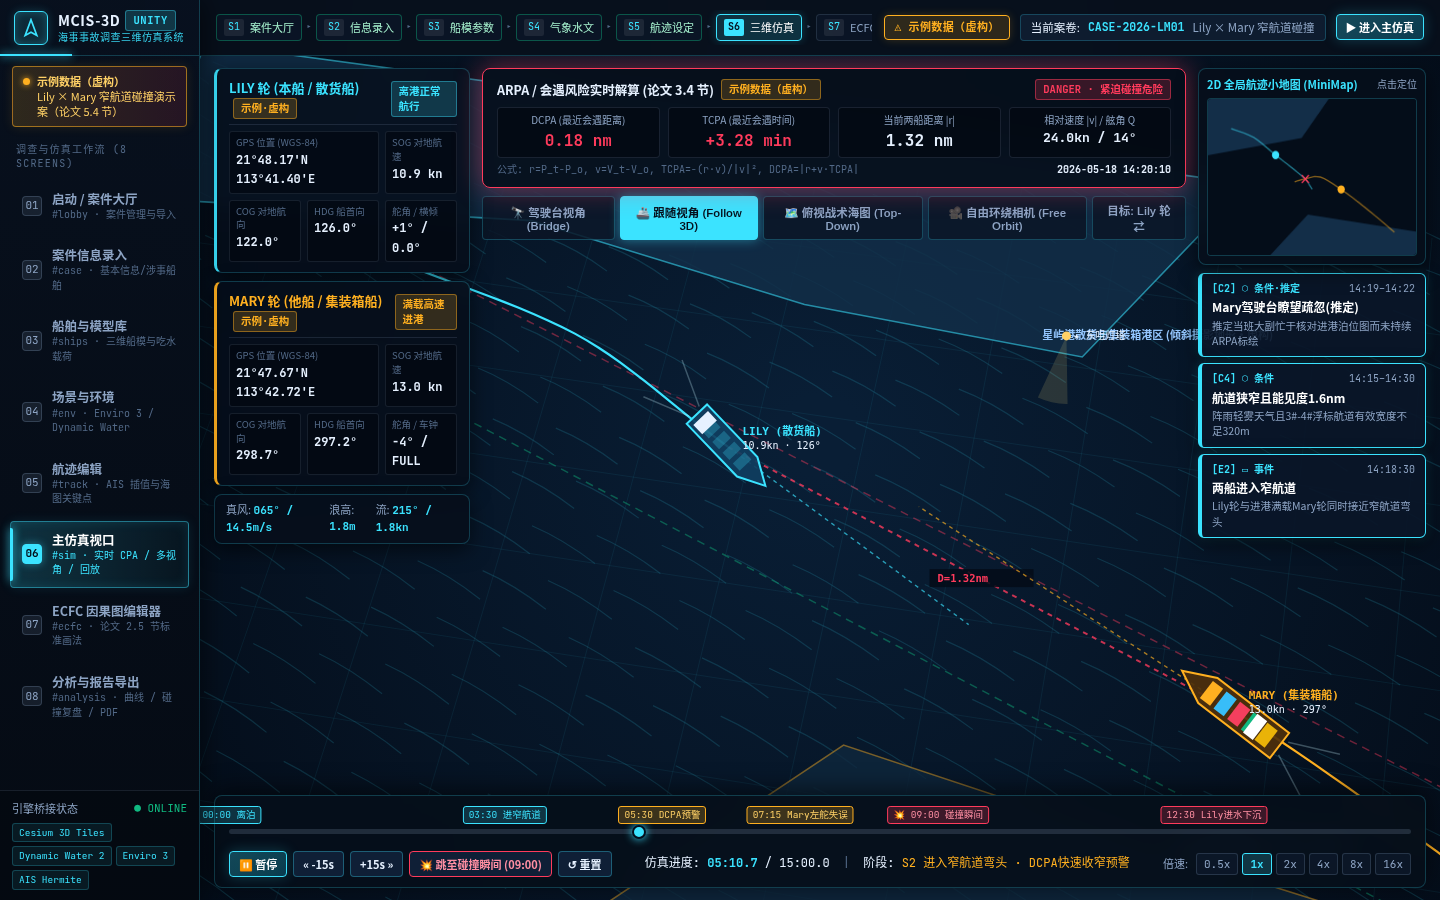 MCIS-3D UNITY
海事事故调查三维仿真系统
S1 案件大厅 S2 信息录入 S3 船模参数 S4 气象水文 S5 航迹设定 S6 三维仿真 S7 ECFC
⚠ 示例数据（虚构）
当前案卷: CASE-2026-LM01 Lily × Mary 窄航道碰撞
▶ 进入主仿真
示例数据（虚构）
Lily × Mary 窄航道碰撞演示
案（论文 5.4 节）
调查与仿真工作流 (8
SCREENS)
01 启动 / 案件大厅
#lobby · 案件管理与导入
02 案件信息录入
#case · 基本信息/涉事船
舶
03 船舶与模型库
#ships · 三维船模与吃水
载荷
04 场景与环境
#env · Enviro 3 /
Dynamic Water
05 航迹编辑
#track · AIS 插值与海
图关键点
06 主仿真视口
#sim · 实时 CPA / 多视
角 / 回放
07 ECFC 因果图编辑器
#ecfc · 论文 2.5 节标
准画法
08 分析与报告导出
#analysis · 曲线 / 碰
撞复盘 / PDF
引擎桥接状态 ● ONLINE
Cesium 3D Tiles
Dynamic Water 2 Enviro 3
AIS Hermite
LILY 轮 (本船 / 散货船)
示例·虚构
离港正常
航行
GPS 位置 (WGS-84)
21°48.17'N
113°41.40'E
SOG 对地航
速
10.9 kn
COG 对地航
向
122.0°
HDG 船首向
126.0°
舵角 / 横倾
+1° /
0.0°
MARY 轮 (他船 / 集装箱船)
示例·虚构
满载高速
进港
GPS 位置 (WGS-84)
21°47.67'N
113°42.72'E
SOG 对地航
速
13.0 kn
COG 对地航
向
298.7°
HDG 船首向
297.2°
舵角 / 车钟
-4° /
FULL
真风: 065° /
14.5m/s
浪高:
1.8m
流: 215° /
1.8kn
ARPA / 会遇风险实时解算 (论文 3.4 节) 示例数据（虚构）
DANGER · 紧迫碰撞危险
DCPA (最近会遇距离)
0.18 nm
TCPA (最近会遇时间)
+3.28 min
当前两船距离 |r|
1.32 nm
相对速度 |v| / 舷角 Q
24.0kn / 14°
公式: r=P_t-P_o, v=V_t-V_o, TCPA=-(r·v)/|v|², DCPA=|r+v·TCPA|
2026-05-18 14:20:10
🔭 驾驶台视角
(Bridge)
🚢 跟随视角 (Follow
3D)
🗺️ 俯视战术海图 (Top-
Down)
🎥 自由环绕相机 (Free
Orbit)
目标: Lily 轮
⇄
LILY (散货船)
10.9kn · 126°
D=1.32nm
MARY (集装箱船)
13.0kn · 297°
2D 全局航迹小地图 (MiniMap) 点击定位
[C2] ○ 条件·推定 14:19–14:22
Mary驾驶台瞭望疏忽(推定)
推定当班大副忙于核对进港泊位图而未持续
ARPA标绘
[C4] ○ 条件 14:15–14:30
航道狭窄且能见度1.6nm
阵雨轻雾天气且3#-4#浮标航道有效宽度不
足320m
[E2] ▭ 事件 14:18:30
两船进入窄航道
Lily轮与进港满载Mary轮同时接近窄航道弯
头
00:00 离泊
03:30 进窄航道
05:30 DCPA预警
07:15 Mary左舵失误
💥 09:00 碰撞瞬间
12:30 Lily进水下沉
⏸ 暂停
« -15s
+15s »
💥 跳至碰撞瞬间 (09:00)
↺ 重置
仿真进度: 05:10.7 / 15:00.0 | 阶段: S2 进入窄航道弯头 · DCPA快速收窄预警
倍速: 0.5x 1x 2x 4x 8x 16x